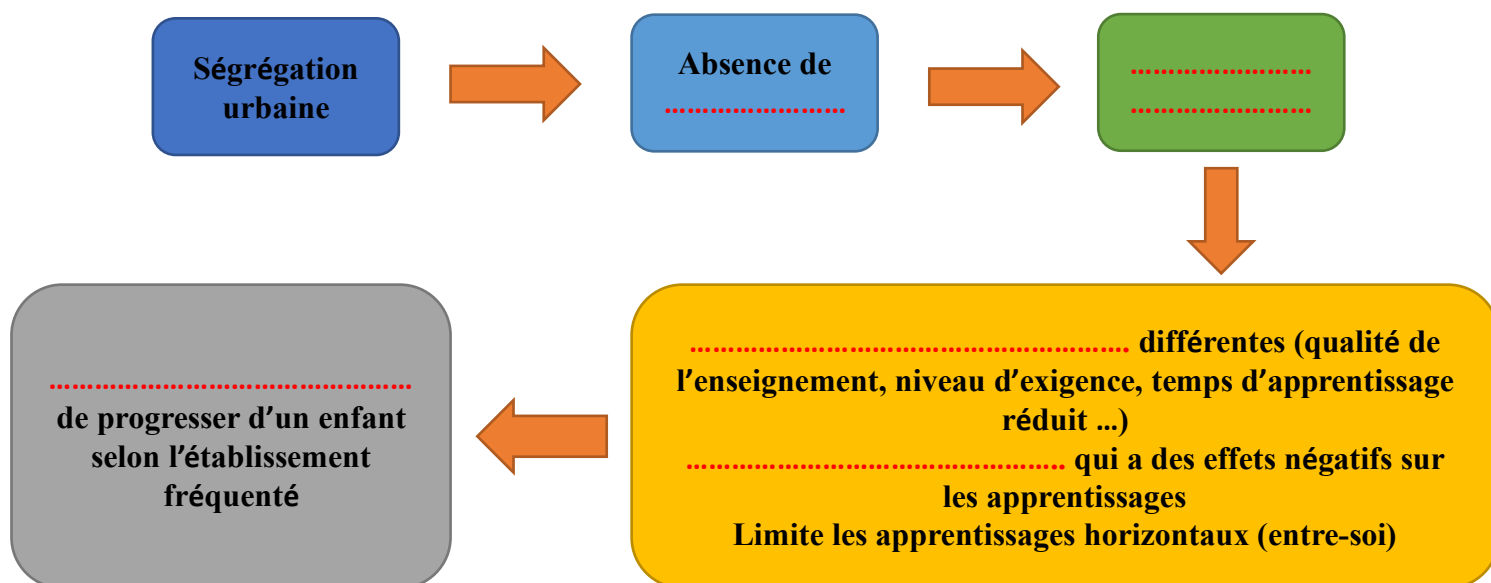 Ségrégation
urbaine
Absence de
……………………
……………………
……………………
…………………………………………. différentes (qualité de
l’enseignement, niveau d’exigence, temps d’apprentissage
réduit …)
…………………………………….. qui a des effets négatifs sur
les apprentissages
Limite les apprentissages horizontaux (entre-soi)
…………………………………………
de progresser d’un enfant
selon l’établissement
fréquenté